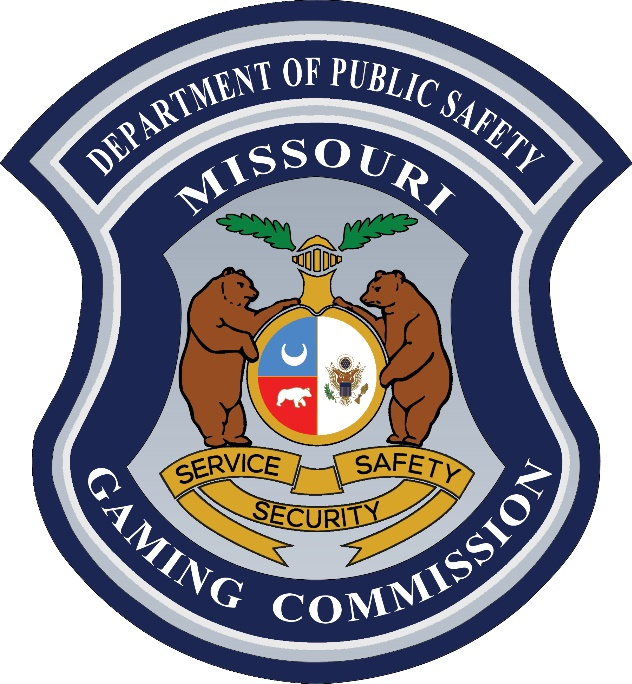 DEPARTMENT OF PUBLIC SAFETY
MISSOURI
SERVICE SAFETY
SECURITY
GAMING COMMISSION